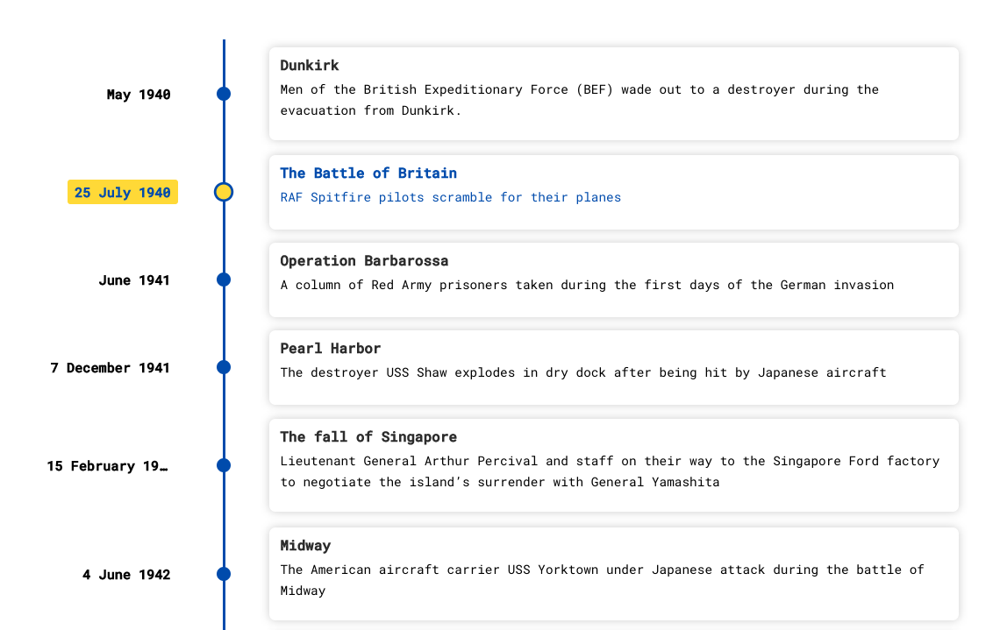 May 1940
Dunkirk
Men of the British Expeditionary Force (BEF) wade out to a destroyer during the
evacuation from Dunkirk.
25 July 1940
The Battle of Britain
RAF Spitfire pilots scramble for their planes
June 1941
Operation Barbarossa
A column of Red Army prisoners taken during the first days of the German invasion
7 December 1941
Pearl Harbor
The destroyer USS Shaw explodes in dry dock after being hit by Japanese aircraft
15 February 19…
The fall of Singapore
Lieutenant General Arthur Percival and staff on their way to the Singapore Ford factory
to negotiate the island’s surrender with General Yamashita
4 June 1942
Midway
The American aircraft carrier USS Yorktown under Japanese attack during the battle of
Midway